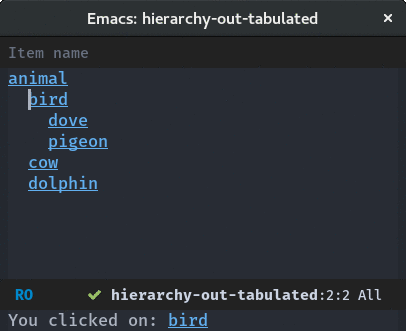 Emacs: hierarchy-out-tabulated ×
Item name
animal
bird
dove
pigeon
cow
dolphin
RO ✔ hierarchy-out-tabulated:2:2 All
You clicked on: bird